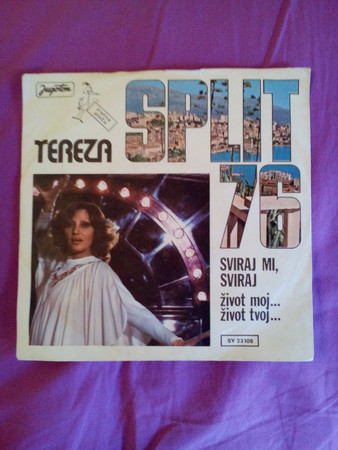 Jugoton
TEREZA
SPLIT
76
SVIRAJ MI,
SVIRAJ
život moj...
život tvoj...
SY 23108